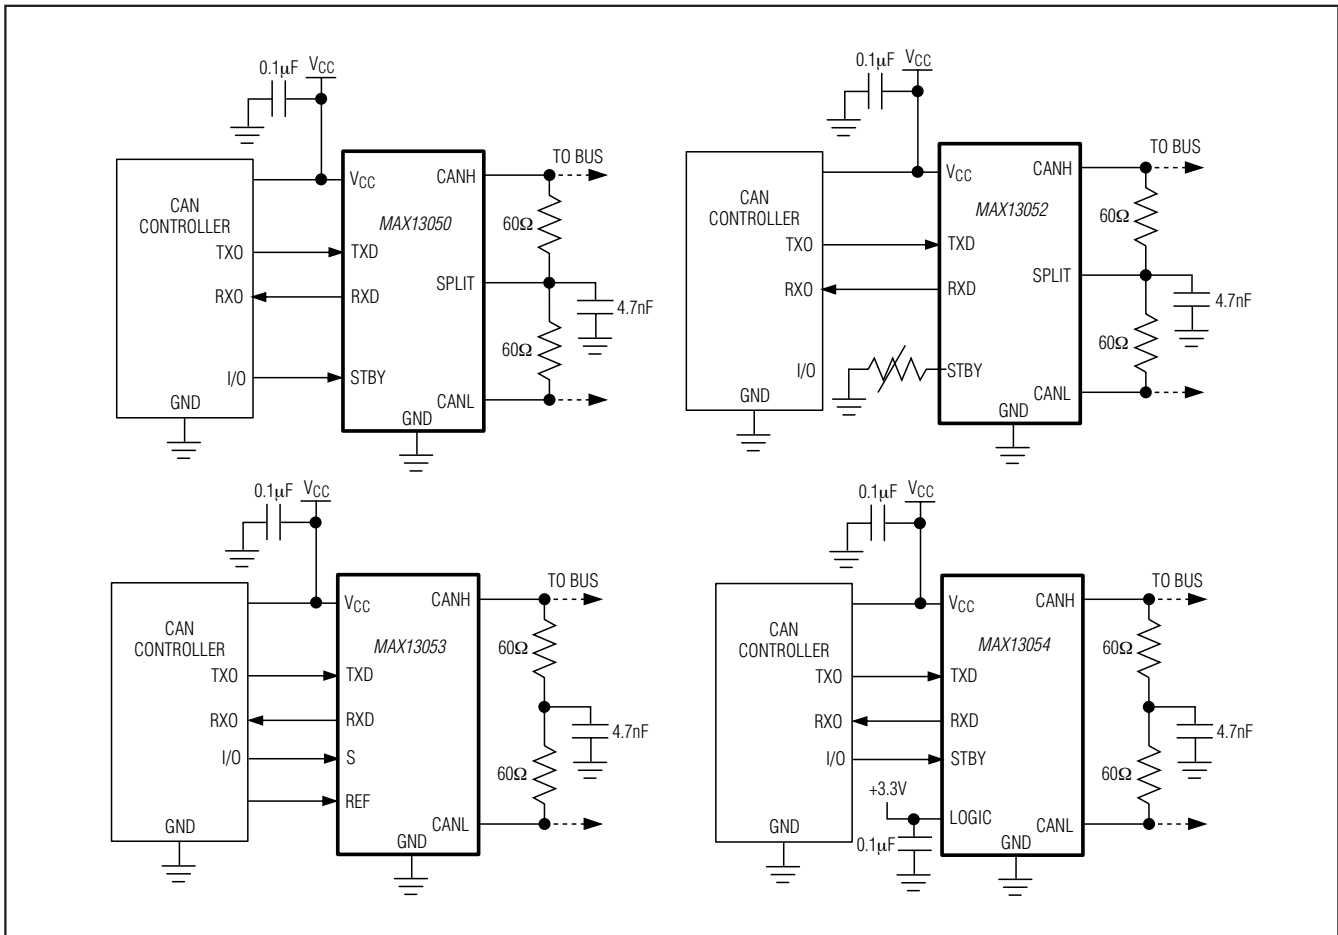 0.1µF VCC
VCC
CANH
TO BUS
CAN
CONTROLLER
MAX13050
60Ω
TXO
TXD
SPLIT
RXO
RXD
4.7nF
60Ω
I/O
STBY
CANL
GND
GND
0.1µF VCC
VCC
CANH
TO BUS
CAN
CONTROLLER
MAX13052
60Ω
TXO
TXD
SPLIT
RXO
RXD
4.7nF
60Ω
I/O
STBY
CANL
GND
GND
0.1µF VCC
VCC
CANH
TO BUS
CAN
CONTROLLER
MAX13053
60Ω
TXO
TXD
RXO
RXD
4.7nF
I/O
S
60Ω
REF
CANL
GND
GND
0.1µF VCC
VCC
CANH
TO BUS
CAN
CONTROLLER
MAX13054
60Ω
TXO
TXD
RXO
RXD
4.7nF
I/O
STBY
60Ω
+3.3V
LOGIC
CANL
GND
0.1µF
GND